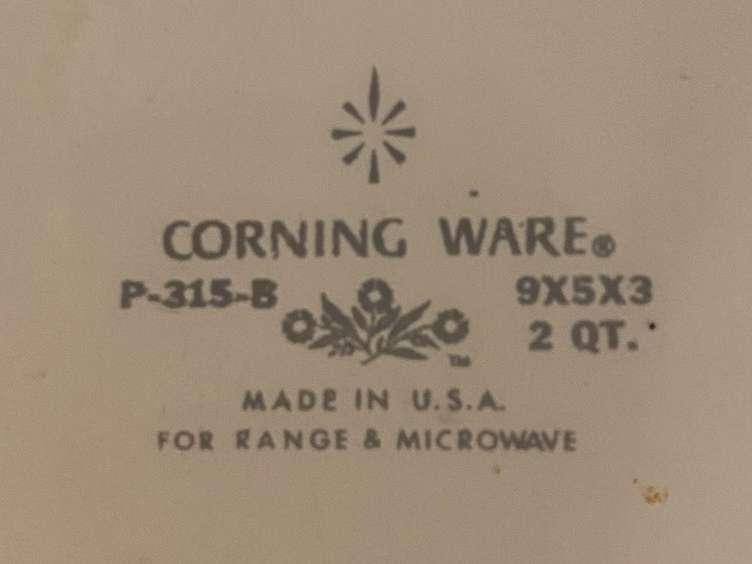 CORNING WARE®
P-315-B 9X5X3
2 QT.
TM
MADE IN U.S.A.
FOR RANGE & MICROWAVE